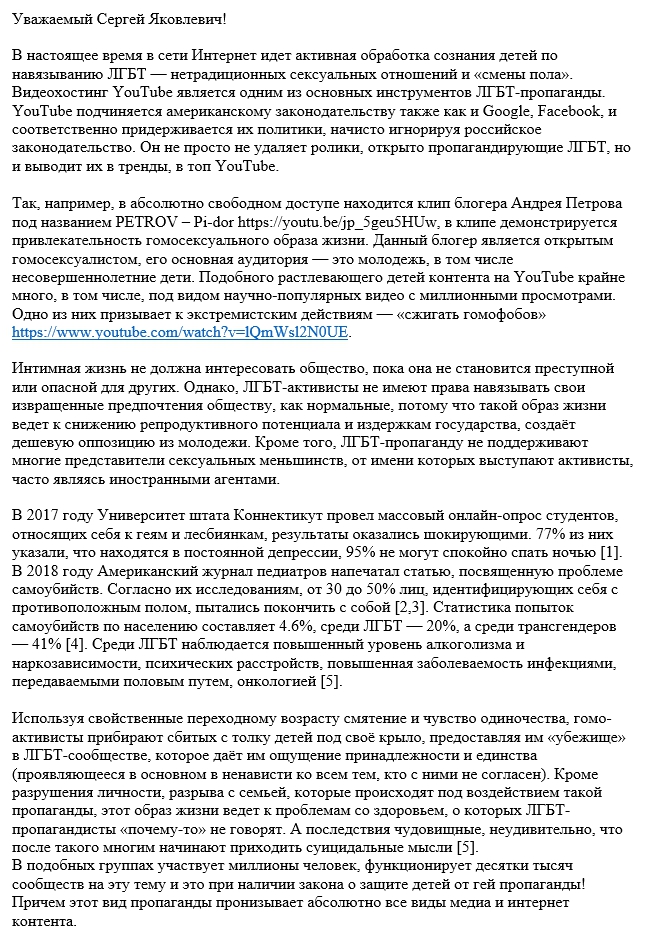 Уважаемый Сергей Яковлевич!
В настоящее время в сети Интернет идет активная обработка сознания детей по
навязыванию ЛГБТ — нетрадиционных сексуальных отношений и «смены пола».
Видеохостинг YouTube является одним из основных инструментов ЛГБТ-пропаганды.
YouTube подчиняется американскому законодательству также как и Google, Facebook, и
соответственно придерживается их политики, начисто игнорируя российское
законодательство. Он не просто не удаляет ролики, открыто пропагандирующие ЛГБТ, но
и выводит их в тренды, в топ YouTube.
Так, например, в абсолютно свободном доступе находится клип блогера Андрея Петрова
под названием PETROV – Pi-dor https://youtu.be/jp_5geu5HUw, в клипе демонстрируется
привлекательность гомосексуального образа жизни. Данный блогер является открытым
гомосексуалистом, его основная аудитория — это молодежь, в том числе
несовершеннолетние дети. Подобного растлевающего детей контента на YouTube крайне
много, в том числе, под видом научно-популярных видео с миллионными просмотрами.
Одно из них призывает к экстремистским действиям — «сжигать гомофобов»
https://www.youtube.com/watch?v=lQmWsl2N0UE.
Интимная жизнь не должна интересовать общество, пока она не становится преступной
или опасной для других. Однако, ЛГБТ-активисты не имеют права навязывать свои
извращенные предпочтения обществу, как нормальные, потому что такой образ жизни
ведет к снижению репродуктивного потенциала и издержкам государства, создаёт
дешевую оппозицию из молодежи. Кроме того, ЛГБТ-пропаганду не поддерживают
многие представители сексуальных меньшинств, от имени которых выступают активисты,
часто являясь иностранными агентами.
В 2017 году Университет штата Коннектикут провел массовый онлайн-опрос студентов,
относящих себя к геям и лесбиянкам, результаты оказались шокирующими. 77% из них
указали, что находятся в постоянной депрессии, 95% не могут спокойно спать ночью [1].
В 2018 году Американский журнал педиатров напечатал статью, посвященную проблеме
самоубийств. Согласно их исследованиям, от 30 до 50% лиц, идентифицирующих себя с
противоположным полом, пытались покончить с собой [2,3]. Статистика попыток
самоубийств по населению составляет 4.6%, среди ЛГБТ — 20%, а среди трансгендеров
— 41% [4]. Среди ЛГБТ наблюдается повышенный уровень алкоголизма и
наркозависимости, психических расстройств, повышенная заболеваемость инфекциями,
передаваемыми половым путем, онкологией [5].
Используя свойственные переходному возрасту смятение и чувство одиночества, гомо-
активисты прибирают сбитых с толку детей под своё крыло, предоставляя им «убежище»
в ЛГБТ-сообществе, которое даёт им ощущение принадлежности и единства
(проявляющееся в основном в ненависти ко всем тем, кто с ними не согласен). Кроме
разрушения личности, разрыва с семьей, которые происходят под воздействием такой
пропаганды, этот образ жизни ведет к проблемам со здоровьем, о которых ЛГБТ-
пропагандисты «почему-то» не говорят. А последствия чудовищные, неудивительно, что
после такого многим начинают приходить суицидальные мысли [5].
В подобных группах участвует миллионы человек, функционирует десятки тысяч
сообществ на эту тему и это при наличии закона о защите детей от гей пропаганды!
Причем этот вид пропаганды пронизывает абсолютно все виды медиа и интернет
контента.